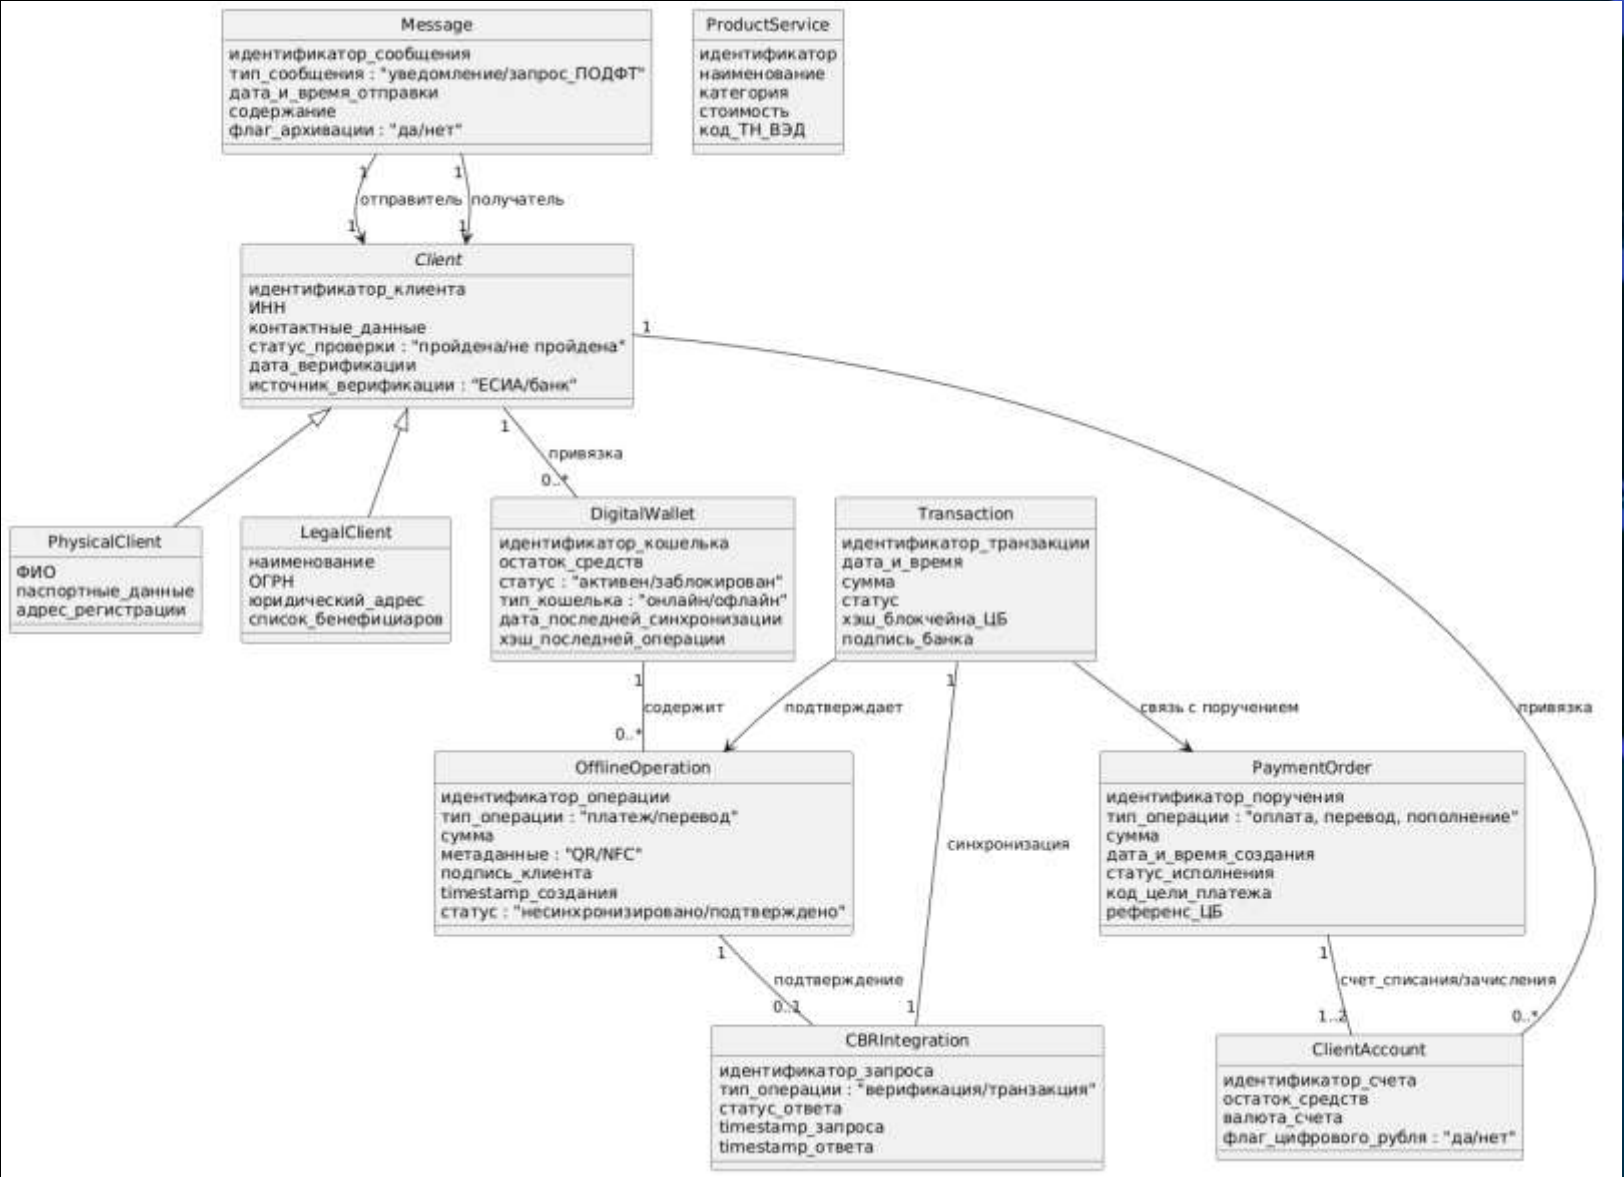 Message
идентификатор_сообщения
тип_сообщения : "уведомление/запрос_ПОДФТ"
дата_и_время_отправки
содержание
флаг_архивации : "да/нет"
ProductService
идентификатор
наименование
категория
стоимость
код_ТН_ВЭД
1
1
отправитель
получатель
1
1
Client
идентификатор_клиента
ИНН
контактные_данные
статус_проверки : "пройдена/не пройдена"
дата_верификации
источник_верификации : "ЕСИА/банк"
1
1
привязка
0..*
PhysicalClient
ФИО
паспортные_данные
адрес_регистрации
LegalClient
наименование
ОГРН
юридический_адрес
список_бенефициаров
DigitalWallet
идентификатор_кошелька
остаток_средств
статус : "активен/заблокирован"
тип_кошелька : "онлайн/офлайн"
дата_последней_синхронизации
хэш_последней_операции
Transaction
идентификатор_транзакции
дата_и_время
сумма
статус
хэш_блокчейна_ЦБ
подпись_банка
1
содержит
0..*
подтверждает
1
связь с поручением
привязка
OfflineOperation
идентификатор_операции
тип_операции : "платеж/перевод"
сумма
метаданные : "QR/NFC"
подпись_клиента
timestamp_создания
статус : "несинхронизировано/подтверждено"
синхронизация
PaymentOrder
идентификатор_поручения
тип_операции : "оплата, перевод, пополнение"
сумма
дата_и_время_создания
статус_исполнения
код_цели_платежа
референс_ЦБ
1
подтверждение
0..1
1
1
счет_списания/зачисления
1..2
0..*
CBRIntegration
идентификатор_запроса
тип_операции : "верификация/транзакция"
статус_ответа
timestamp_запроса
timestamp_ответа
ClientAccount
идентификатор_счета
остаток_средств
валюта_счета
флаг_цифрового_рубля : "да/нет"